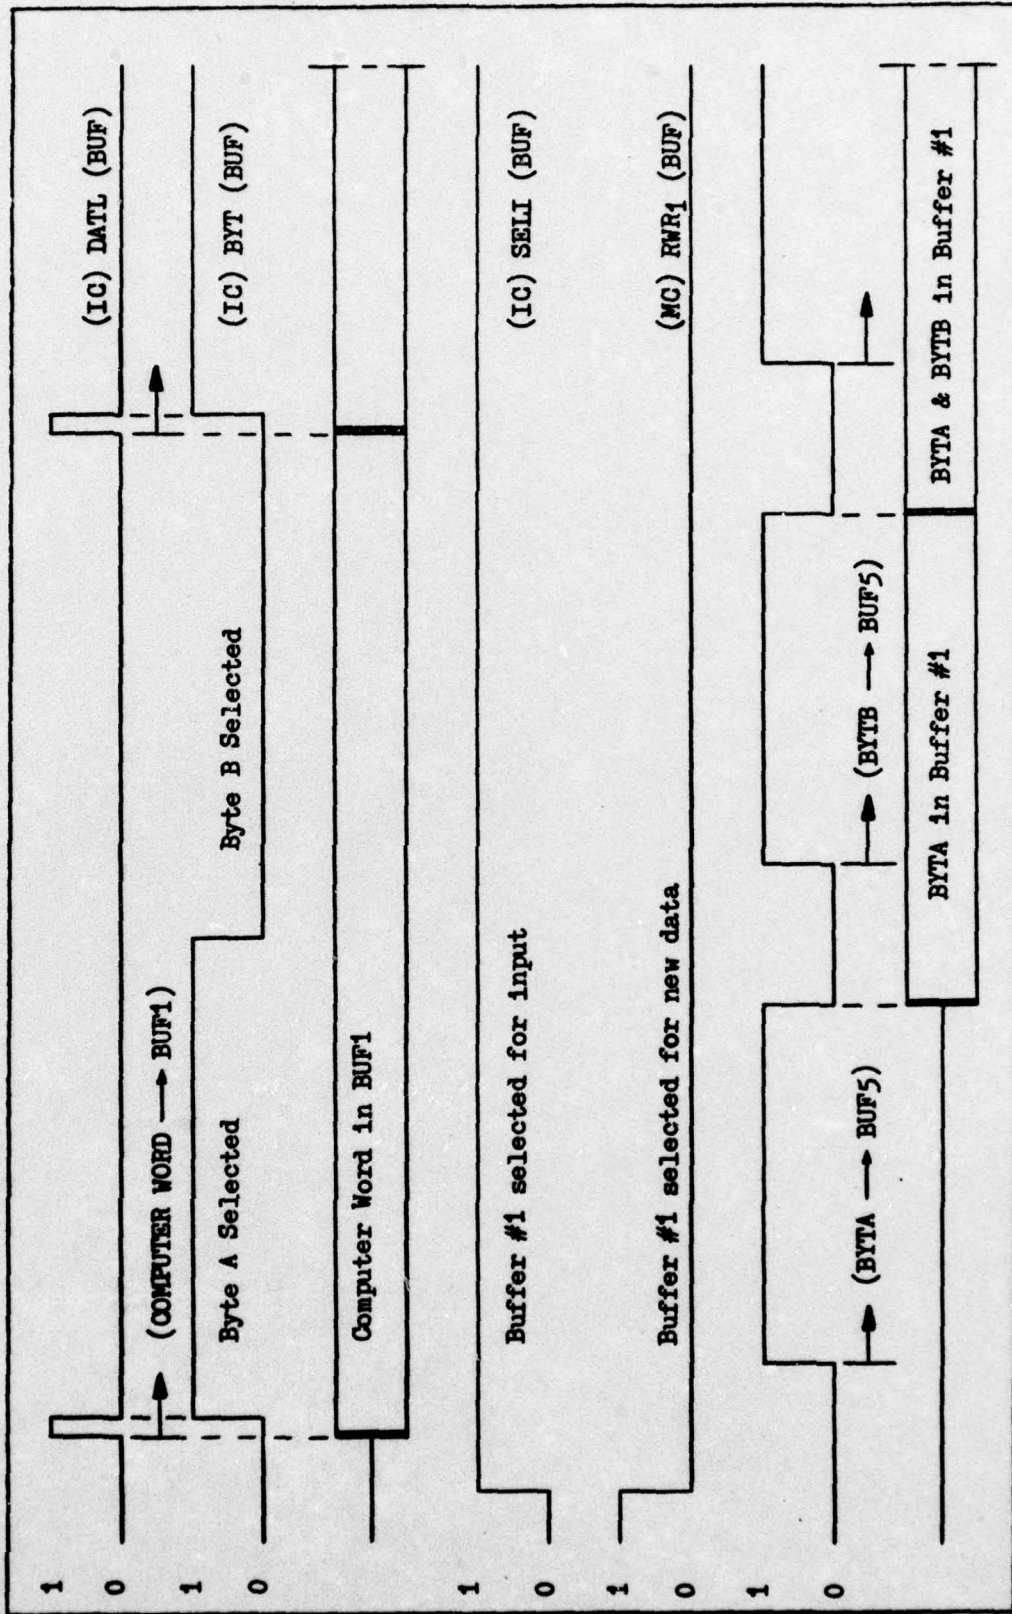 1
(IC) DATL (BUF)
0
(COMPUTER WORD → BUF1)
1
(IC) BYT (BUF)
Byte A Selected
Byte B Selected
0
Computer Word in BUF1
1
Buffer #1 selected for input
(IC) SELI (BUF)
0
1
Buffer #1 selected for new data
(MC) RWR1 (BUF)
0
1
0
(BYTA → BUF5)
(BYTB → BUF5)
BYTA in Buffer #1
BYTA & BYTB in Buffer #1